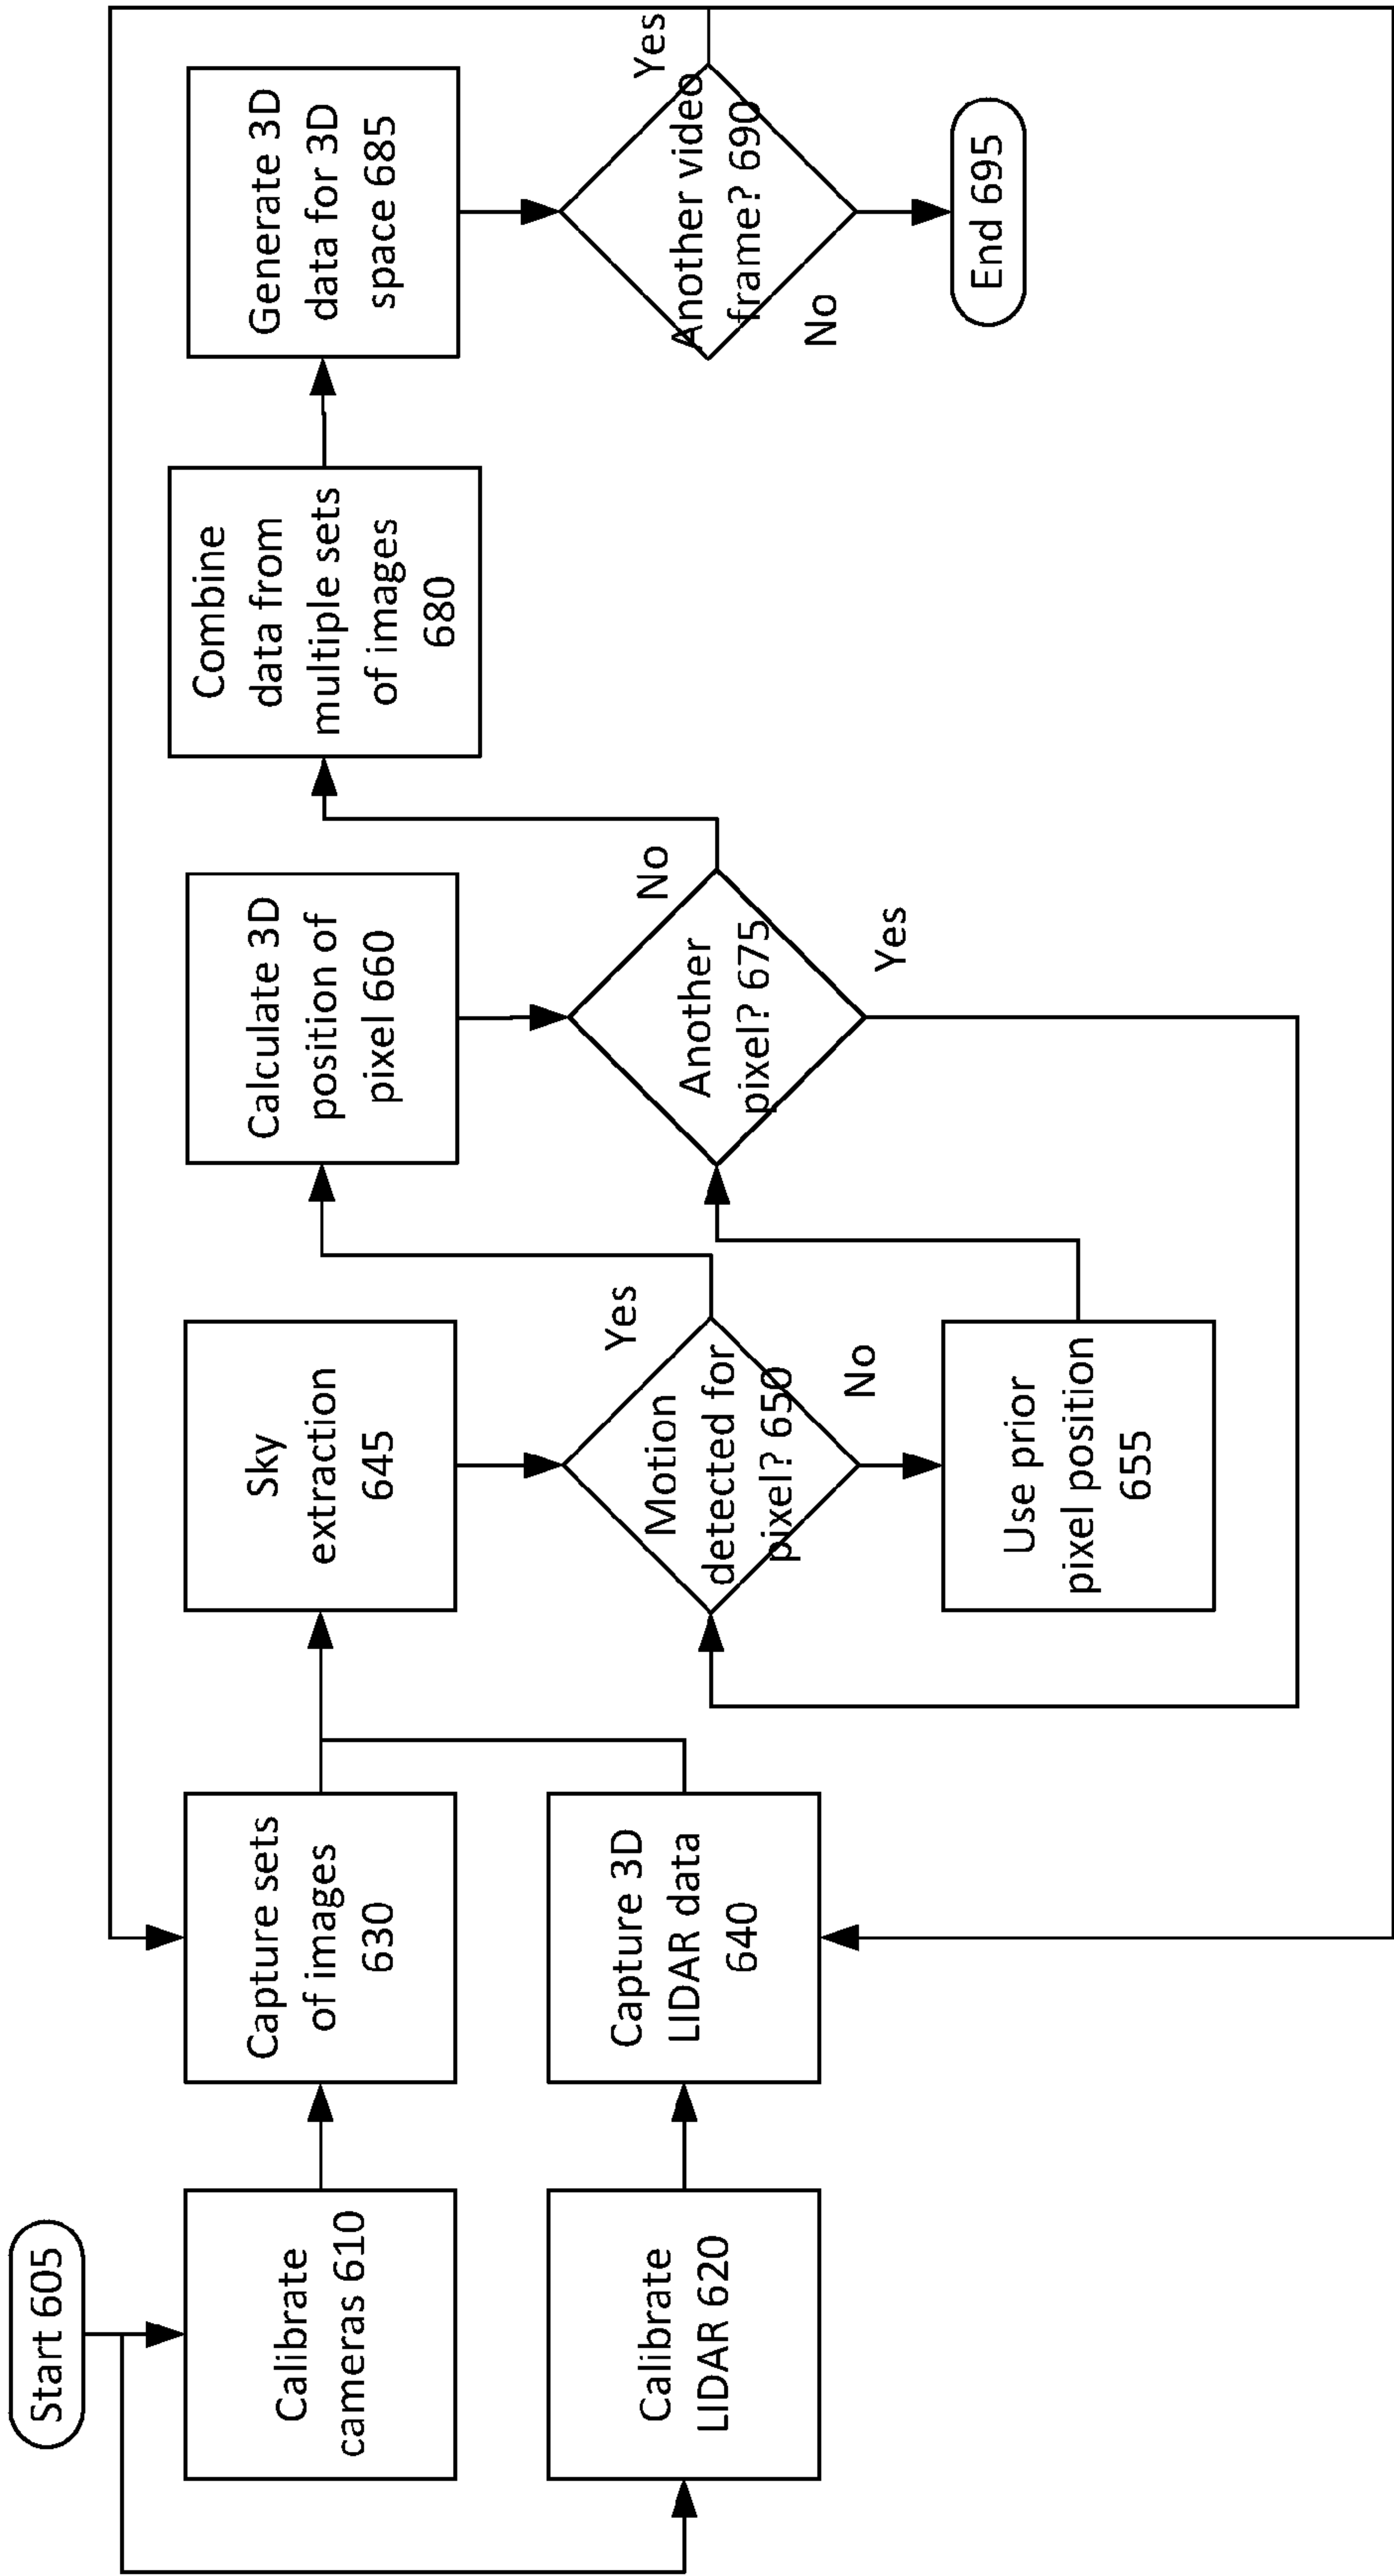 Start 605
Calibrate
cameras 610
Calibrate
LIDAR 620
Capture sets
of images
630
Capture 3D
LIDAR data
640
Sky
extraction
645
Motion
detected for
pixel? 650
Yes
No
Use prior
pixel position
655
Calculate 3D
position of
pixel 660
Another
pixel? 675
No
Yes
Combine
data from
multiple sets
of images
680
Generate 3D
data for 3D
space 685
Another video
frame? 690
Yes
No
End 695